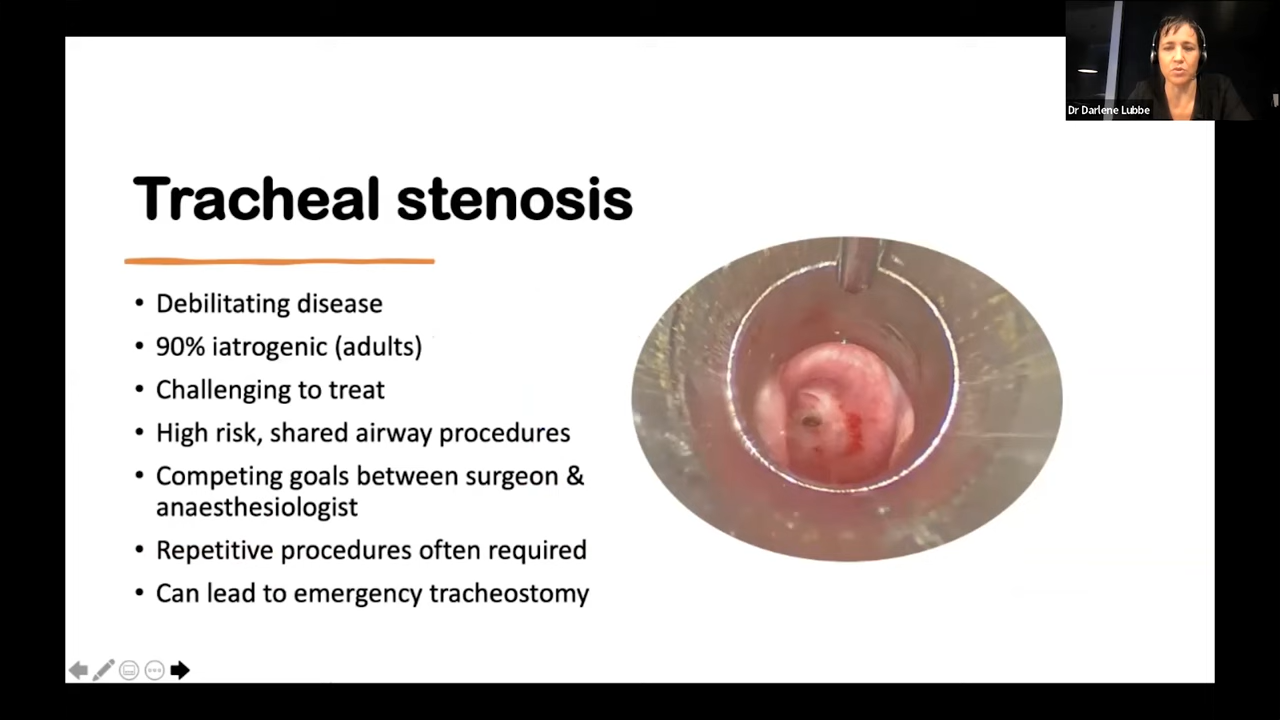 Dr Darlene Lubbe
Tracheal stenosis
• Debilitating disease
• 90% iatrogenic (adults)
• Challenging to treat
• High risk, shared airway procedures
• Competing goals between surgeon &
anaesthesiologist
• Repetitive procedures often required
• Can lead to emergency tracheostomy